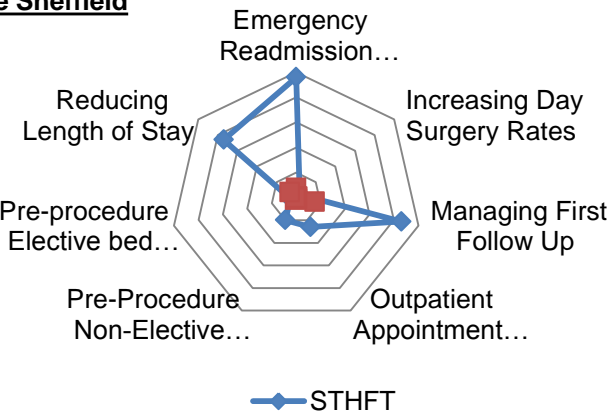 e Sheffield
Emergency
Readmission…
Increasing Day
Surgery Rates
Managing First
Follow Up
Outpatient
Appointment…
Pre-Procedure
Non-Elective…
Pre-procedure
Elective bed…
Reducing
Length of Stay
STHFT